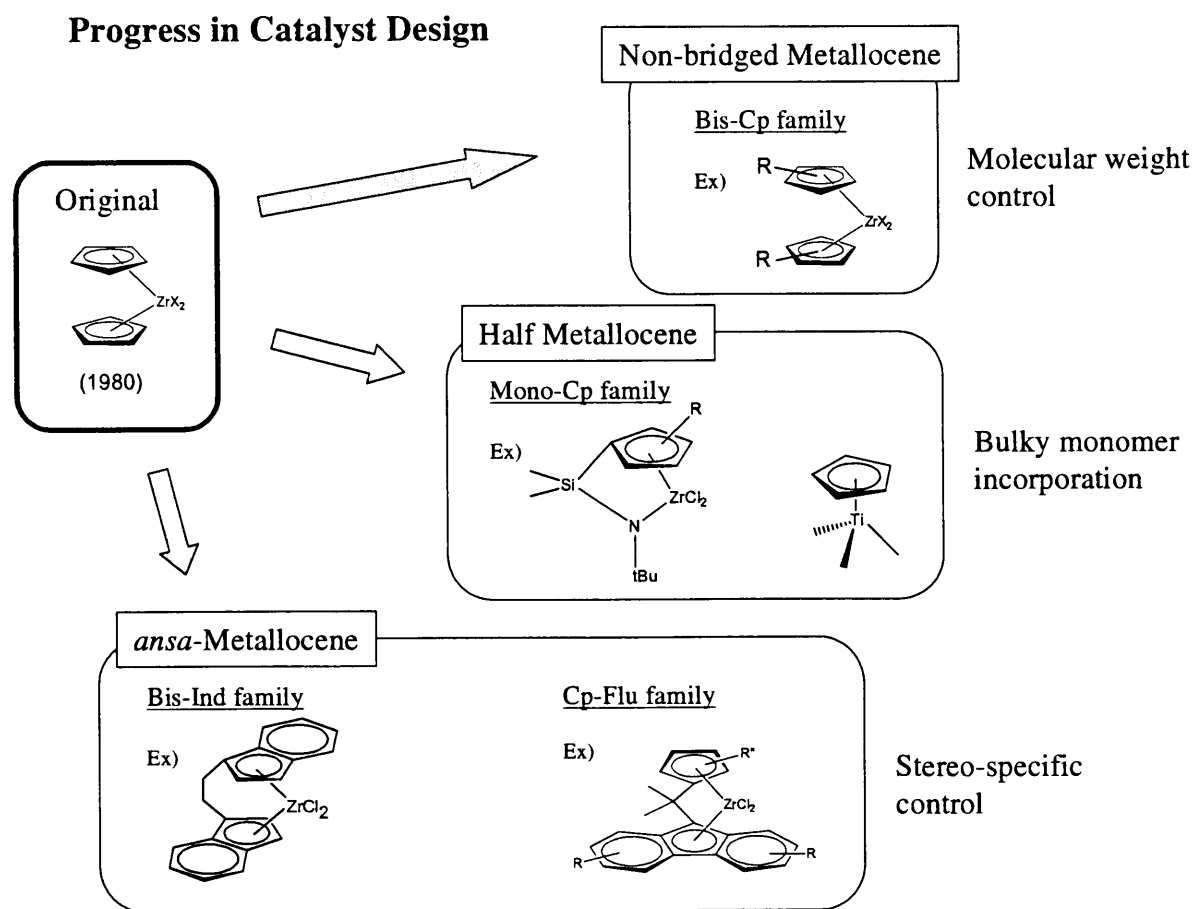 Progress in Catalyst Design
Non-bridged Metallocene
Bis-Cp family
Ex)
R
ZrX2
R
Molecular weight
control
Original
ZrX2
(1980)
Half Metallocene
Mono-Cp family
Ex)
R
Si
ZrCl2
N
tBu
Ti
Bulky monomer
incorporation
ansa-Metallocene
Bis-Ind family
Ex)
ZrCl2
Cp-Flu family
Ex)
R"
ZrCl2
R
R
Stereo-specific
control